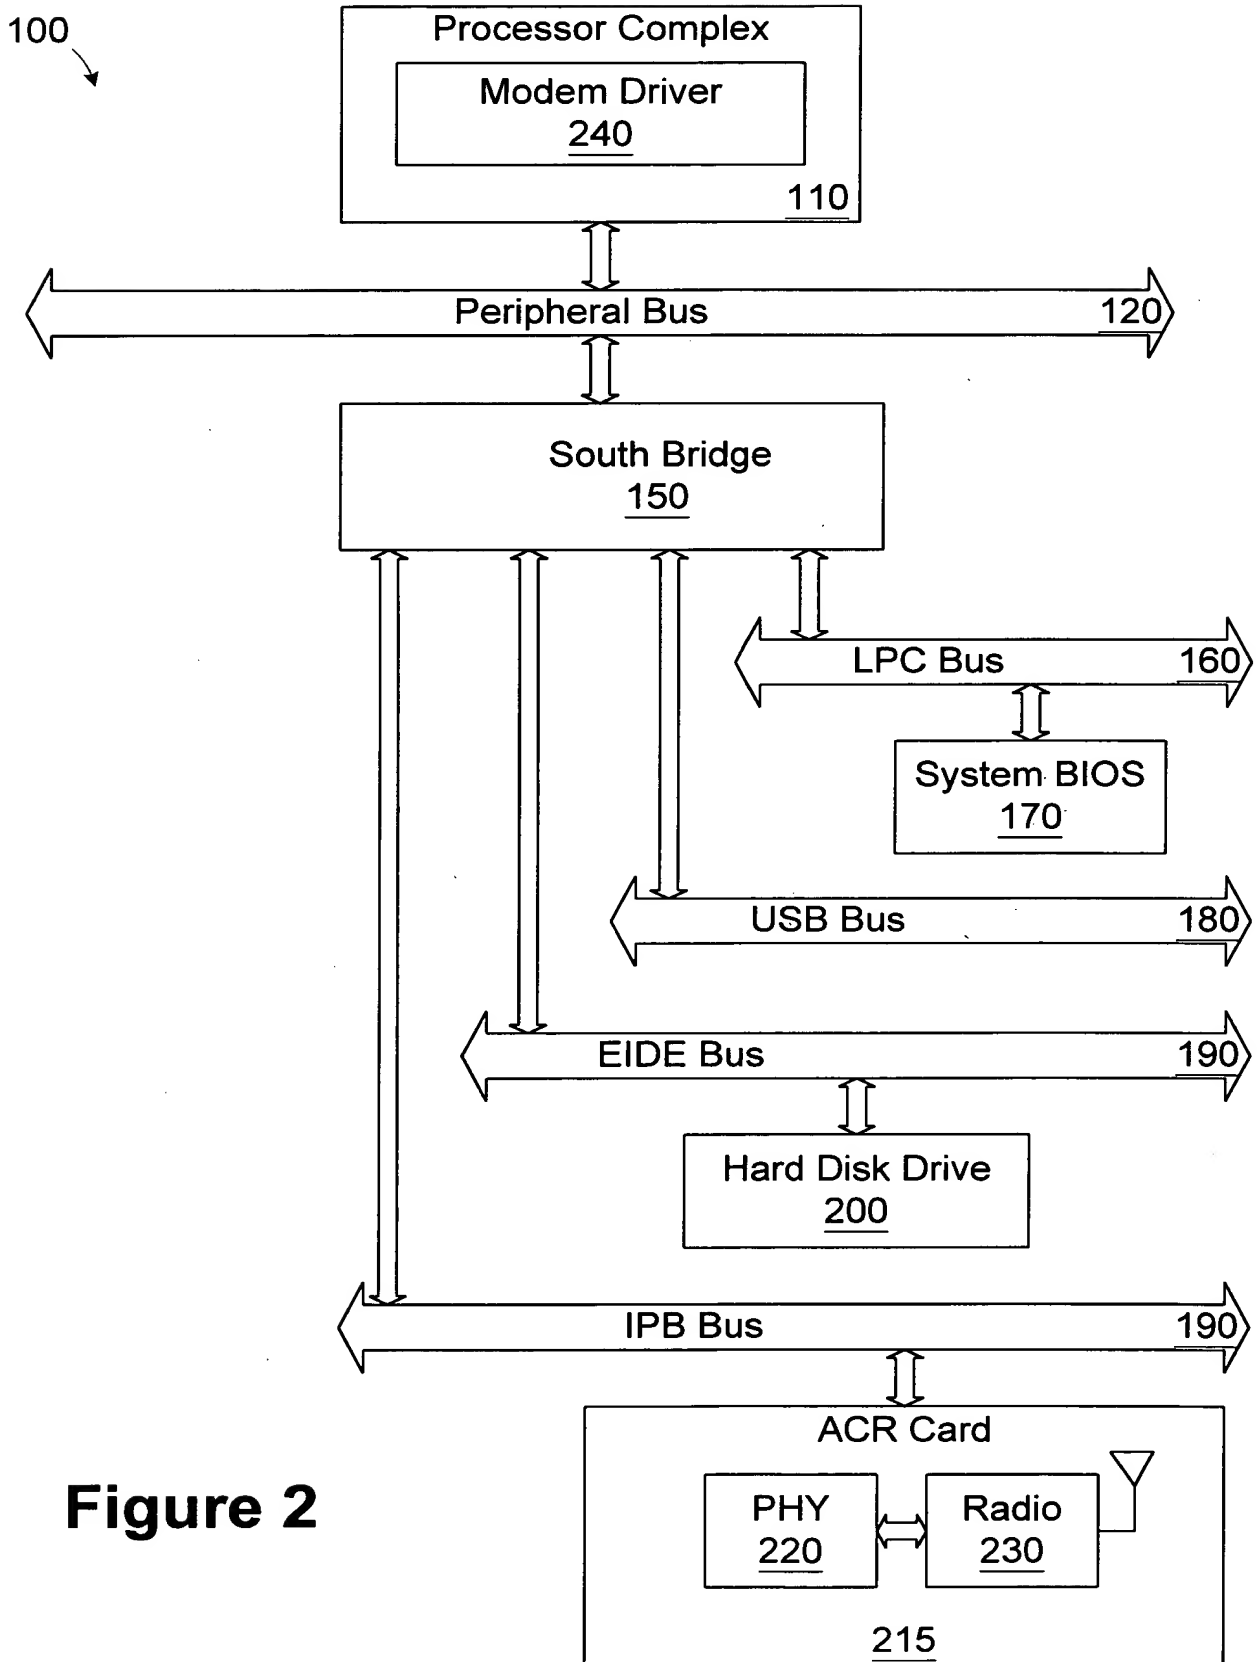 100
Processor Complex
Modem Driver
240
110
Peripheral Bus 120
South Bridge
150
LPC Bus 160
System BIOS
170
USB Bus 180
EIDE Bus 190
Hard Disk Drive
200
IPB Bus 190
ACR Card
PHY
220
Radio
230
215
Figure 2